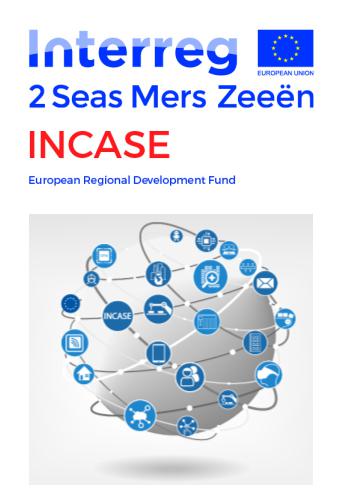 Interreg
EUROPEAN UNION
2 Seas Mers Zeeën
INCASE
European Regional Development Fund
INCASE